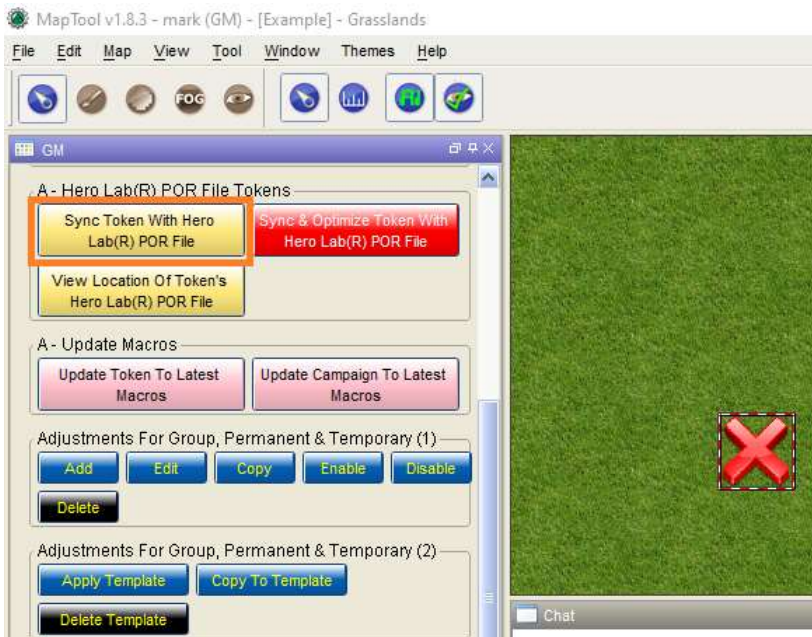 MapTool v1.8.3 - mark (GM) - [Example] - Grasslands
File Edit Map View Tool Window Themes Help
FOG
GM
A - Hero Lab(R) POR File Tokens
Sync Token With Hero
Lab(R) POR File
Sync & Optimize Token With
Hero Lab(R) POR File
View Location Of Token's
Hero Lab(R) POR File
A - Update Macros
Update Token To Latest
Macros
Update Campaign To Latest
Macros
Adjustments For Group, Permanent & Temporary (1)
Add Edit Copy Enable Disable
Delete
Adjustments For Group, Permanent & Temporary (2)
Apply Template Copy To Template
Delete Template
Chat